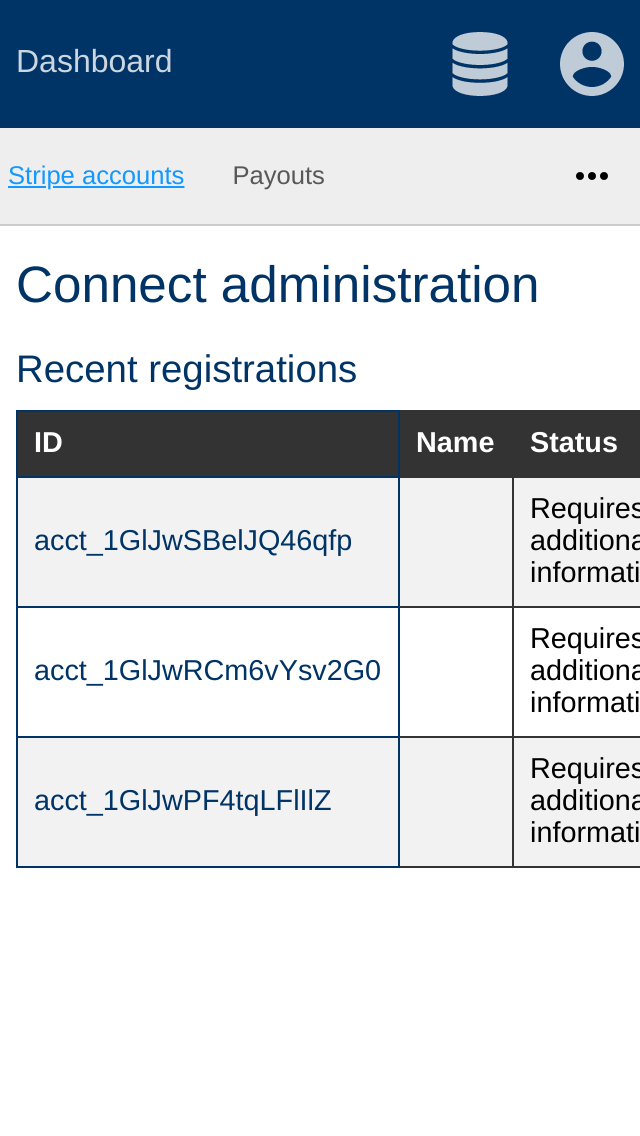 Dashboard
Stripe accounts Payouts
Connect administration
Recent registrations
ID Name Status
acct_1GlJwSBelJQ46qfp
Requires
additiona
informati
acct_1GlJwRCm6vYsv2G0
Requires
additiona
informati
acct_1GlJwPF4tqLFlIlZ
Requires
additiona
informati